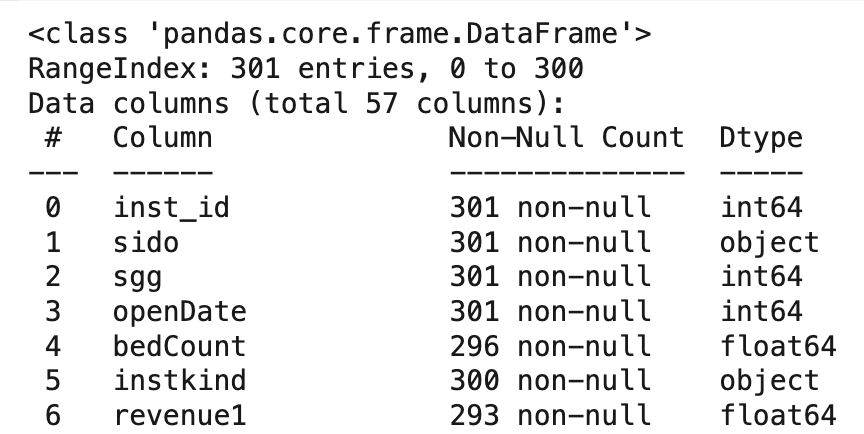 <class 'pandas.core.frame.DataFrame'>
RangeIndex: 301 entries, 0 to 300
Data columns (total 57 columns):
 #   Column              Non-Null Count  Dtype
---  ------              --------------  -----
 0   inst_id             301 non-null    int64
 1   sido                301 non-null    object
 2   sgg                 301 non-null    int64
 3   openDate            301 non-null    int64
 4   bedCount            296 non-null    float64
 5   instkind            300 non-null    object
 6   revenue1            293 non-null    float64